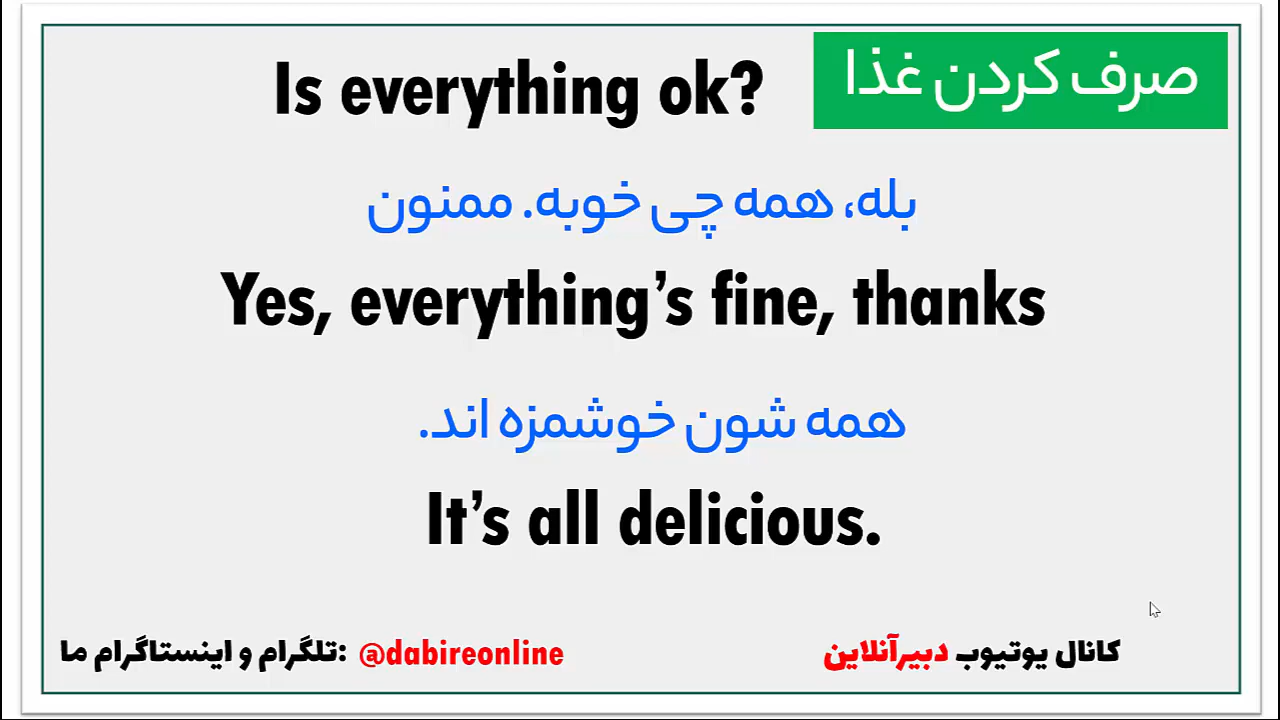 صرف کردن غذا
Is everything ok?
بله، همه چی خوبه. ممنون
Yes, everything’s fine, thanks
همه شون خوشمزه اند.
It’s all delicious.
کانال یوتیوب دبیرآنلاین
تلگرام و اینستاگرام ما: @dabireonline